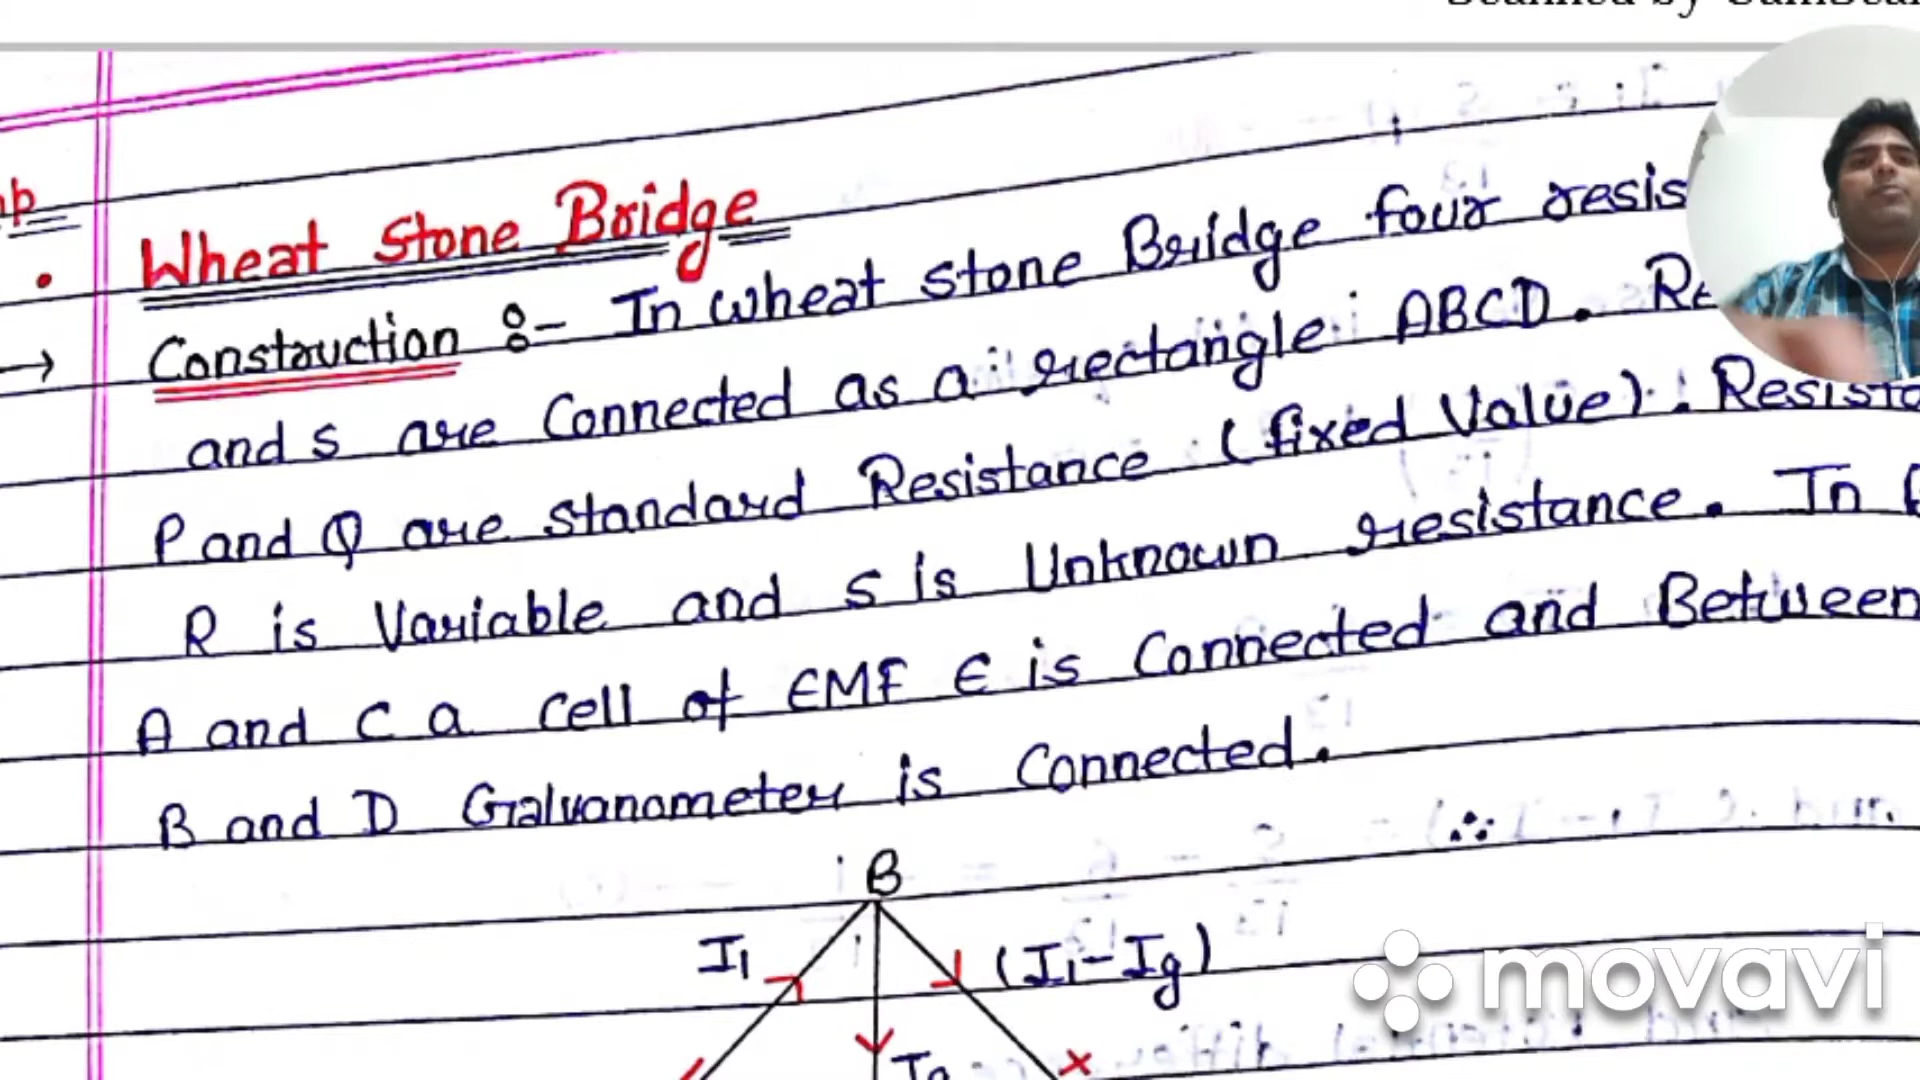 Wheat Stone Bridge
Construction :- In wheat stone Bridge four
and S are Connected as a rectangle ABCD.
P and Q are standard Resistance (fixed Value).
R is Variable and S is Unknown resistance. In
A and C a Cell of EMF E is Connected and Between
B and D Galvanometer is Connected.
B
I1 (I1-Ig)
movavi